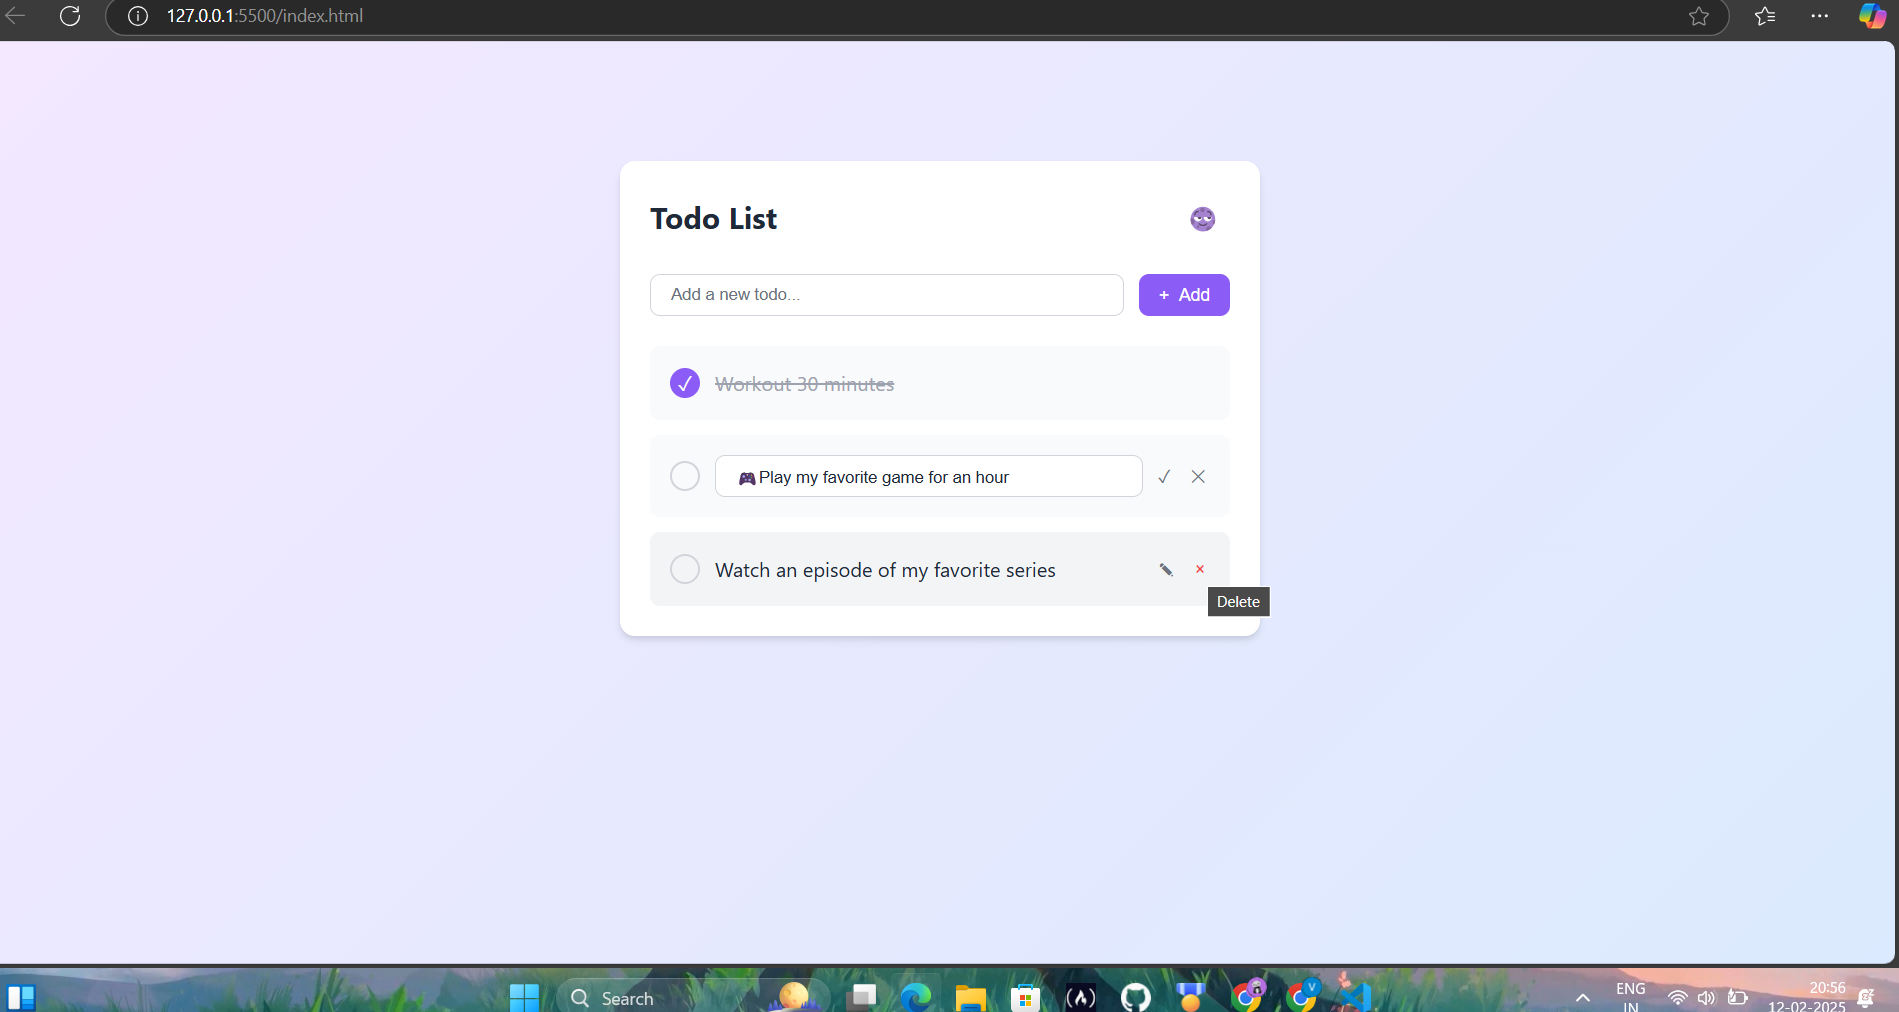 127.0.0.1:5500/index.html
Todo List
Add a new todo...
+ Add
✓ Workout 30 minutes
🎮Play my favorite game for an hour ✓ ✕
Watch an episode of my favorite series ✏ ×
Delete
Search
V
ENG
IN
20:56
12-02-2025